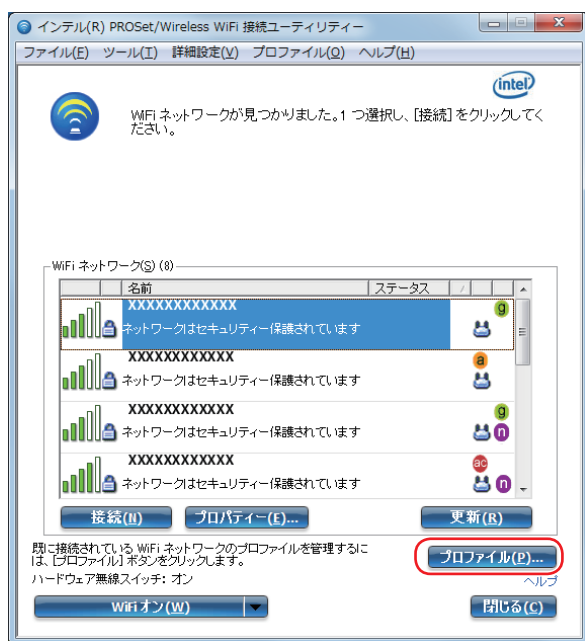 インテル(R) PROSet/Wireless WiFi 接続ユーティリティー
ファイル(F) ツール(T) 詳細設定(V) プロファイル(O) ヘルプ(H)
intel
WiFi ネットワークが見つかりました。1 つ選択し、[接続] をクリックしてく
ださい。
WiFi ネットワーク(S) (8)
名前 ステータス
XXXXXXXXXXXX
g
ネットワークはセキュリティー保護されています
XXXXXXXXXXXX
a
ネットワークはセキュリティー保護されています
XXXXXXXXXXXX
g
ネットワークはセキュリティー保護されています n
XXXXXXXXXXXX
ac
ネットワークはセキュリティー保護されています n
接続(N) プロパティー(E)... 更新(R)
既に接続されている WiFi ネットワークのプロファイルを管理するに
は、[プロファイル] ボタンをクリックします。
プロファイル(P)...
ハードウェア無線スイッチ: オン
ヘルプ
WiFi オン(W) 閉じる(C)